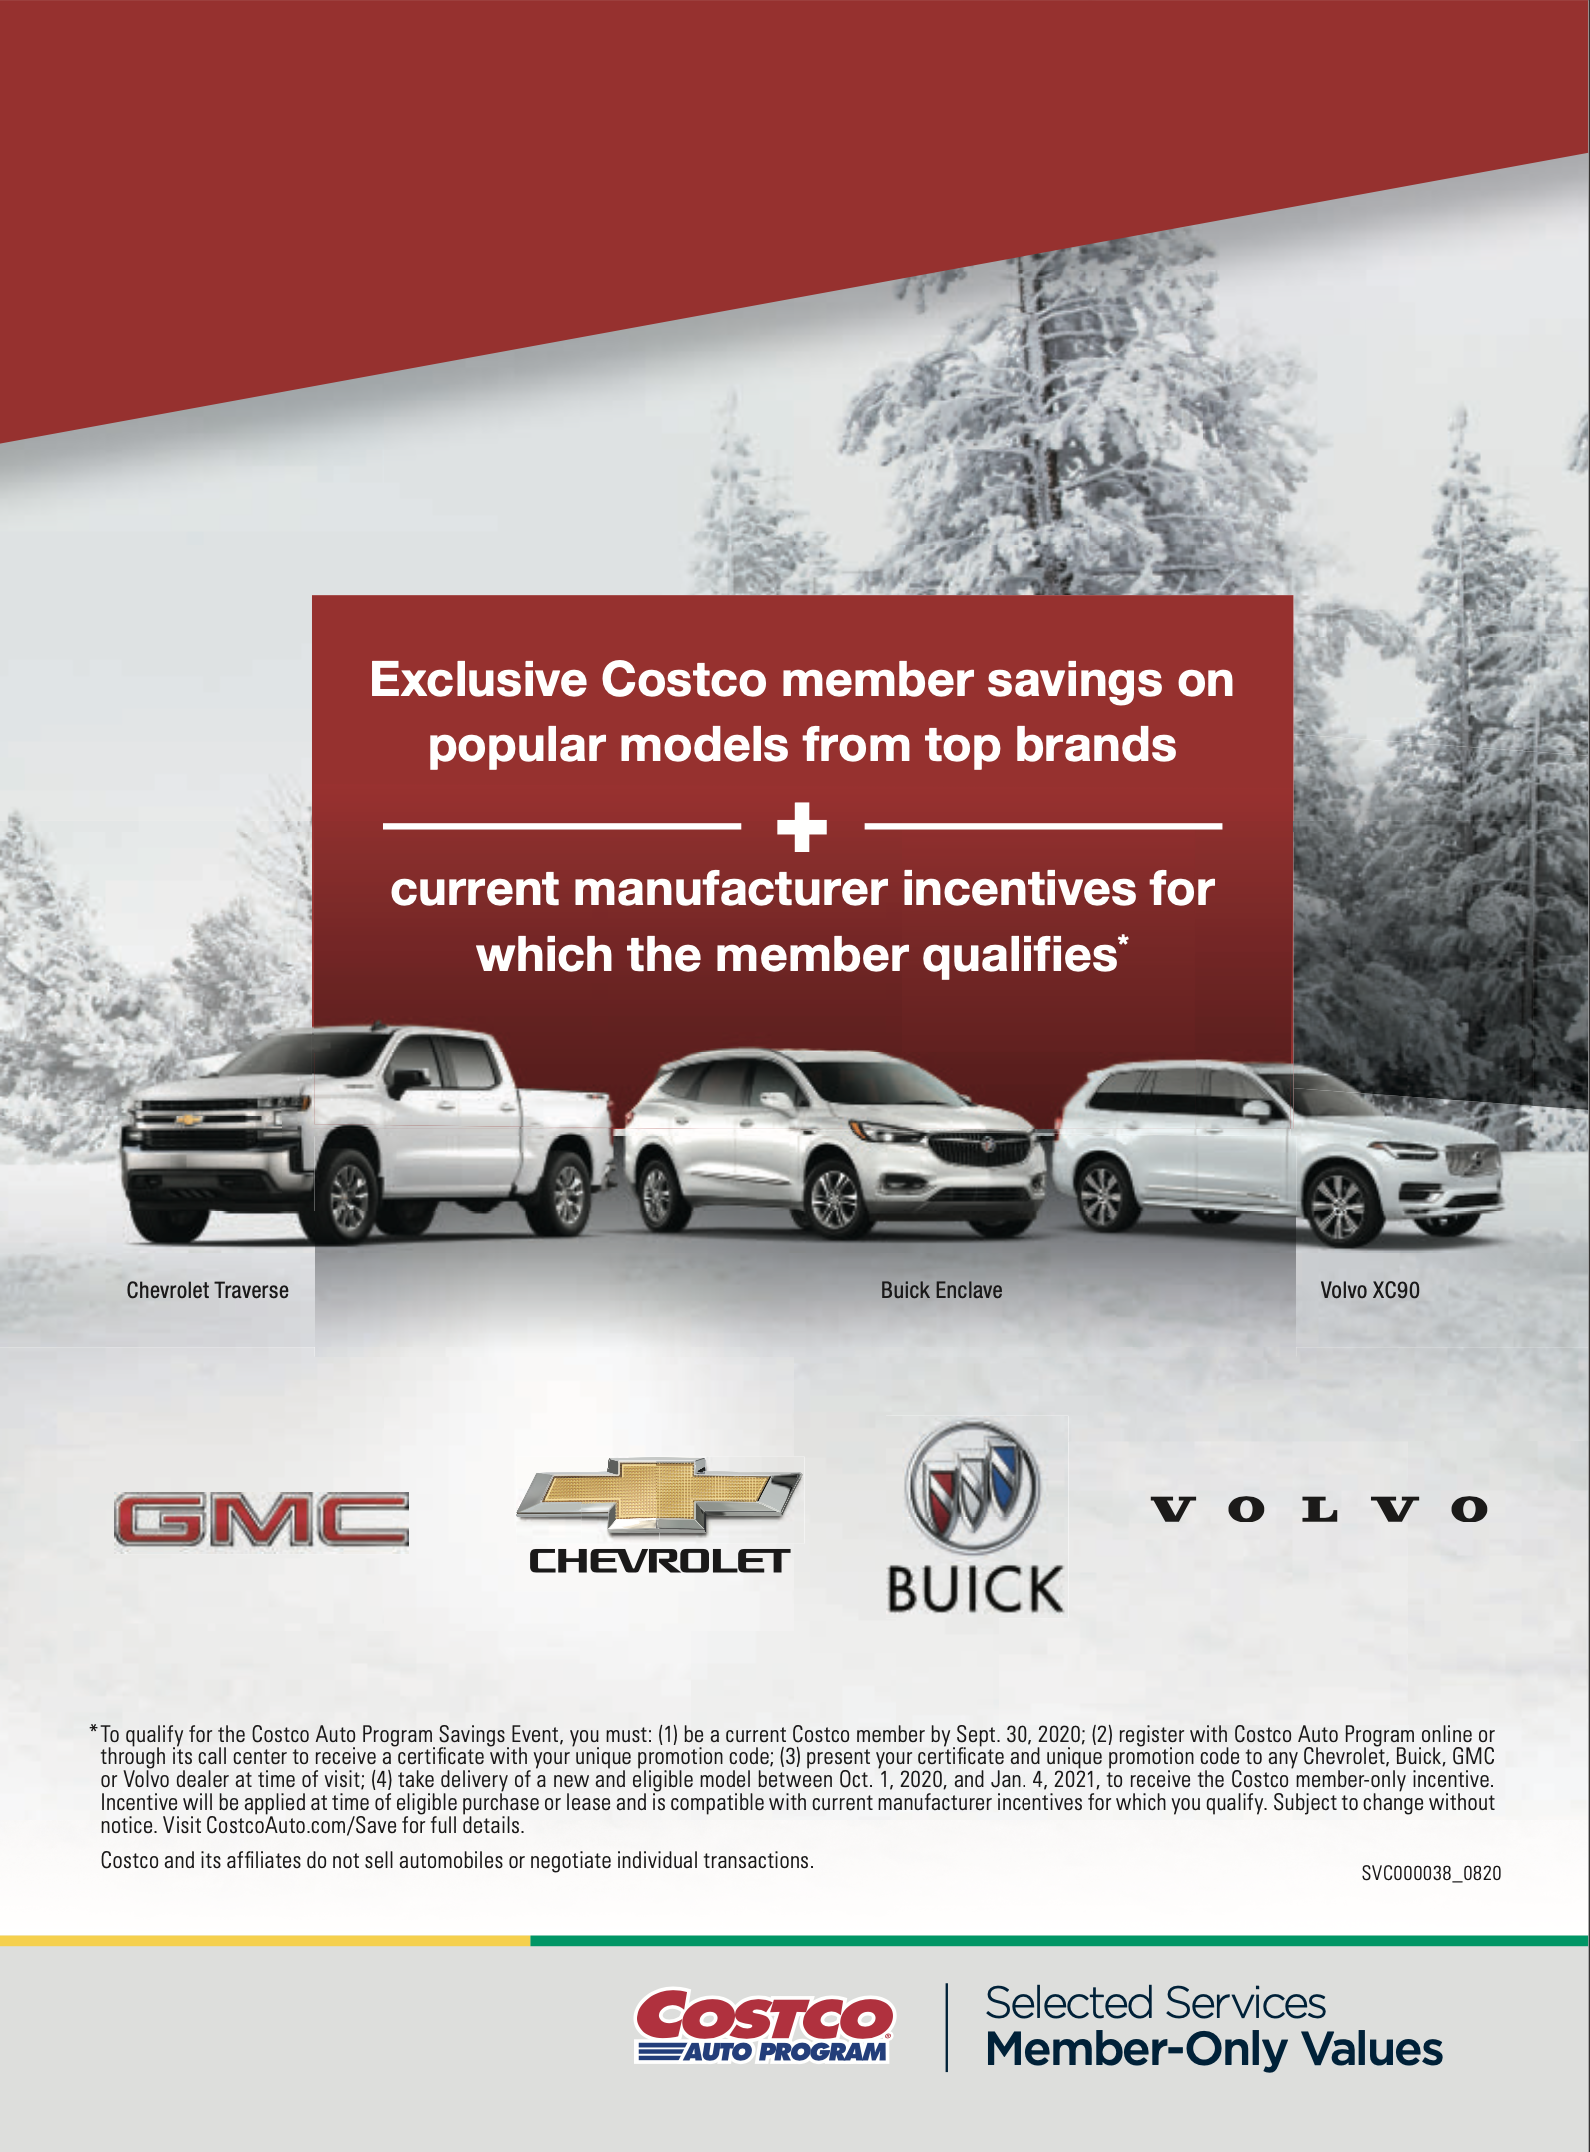 Exclusive Costco member savings on
popular models from top brands
+
current manufacturer incentives for
which the member qualifies*
Chevrolet Traverse
Buick Enclave
Volvo XC90
GMC
CHEVROLET
BUICK
VOLVO
*To qualify for the Costco Auto Program Savings Event, you must: (1) be a current Costco member by Sept. 30, 2020; (2) register with Costco Auto Program online or
through its call center to receive a certificate with your unique promotion code; (3) present your certificate and unique promotion code to any Chevrolet, Buick, GMC
or Volvo dealer at time of visit; (4) take delivery of a new and eligible model between Oct. 1, 2020, and Jan. 4, 2021, to receive the Costco member-only incentive.
Incentive will be applied at time of eligible purchase or lease and is compatible with current manufacturer incentives for which you qualify. Subject to change without
notice. Visit CostcoAuto.com/Save for full details.
Costco and its affiliates do not sell automobiles or negotiate individual transactions.
SVC000038_0820
COSTCO®
AUTO PROGRAM
Selected Services
Member-Only Values